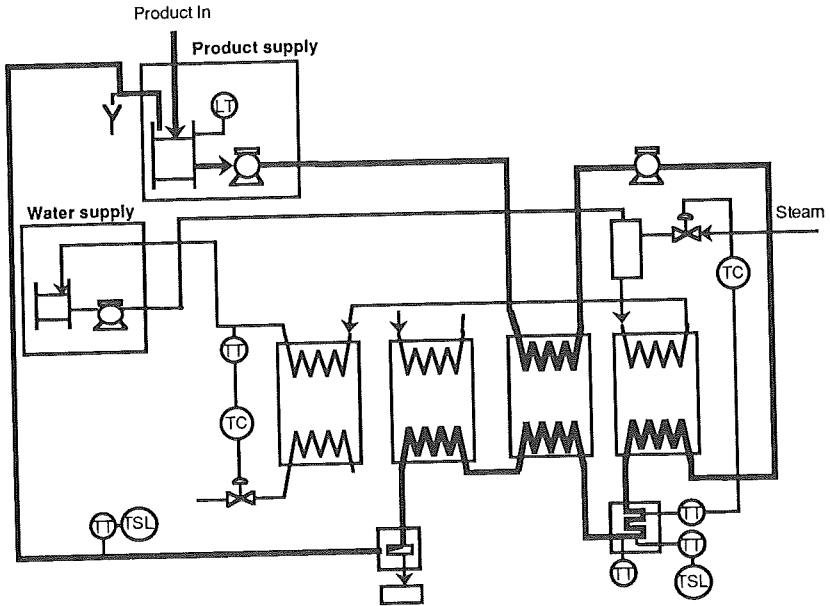 Product In
Product supply
LT
Water supply
Steam
TC
TT
TC
TT
TSL
TT
TT
TT
TSL